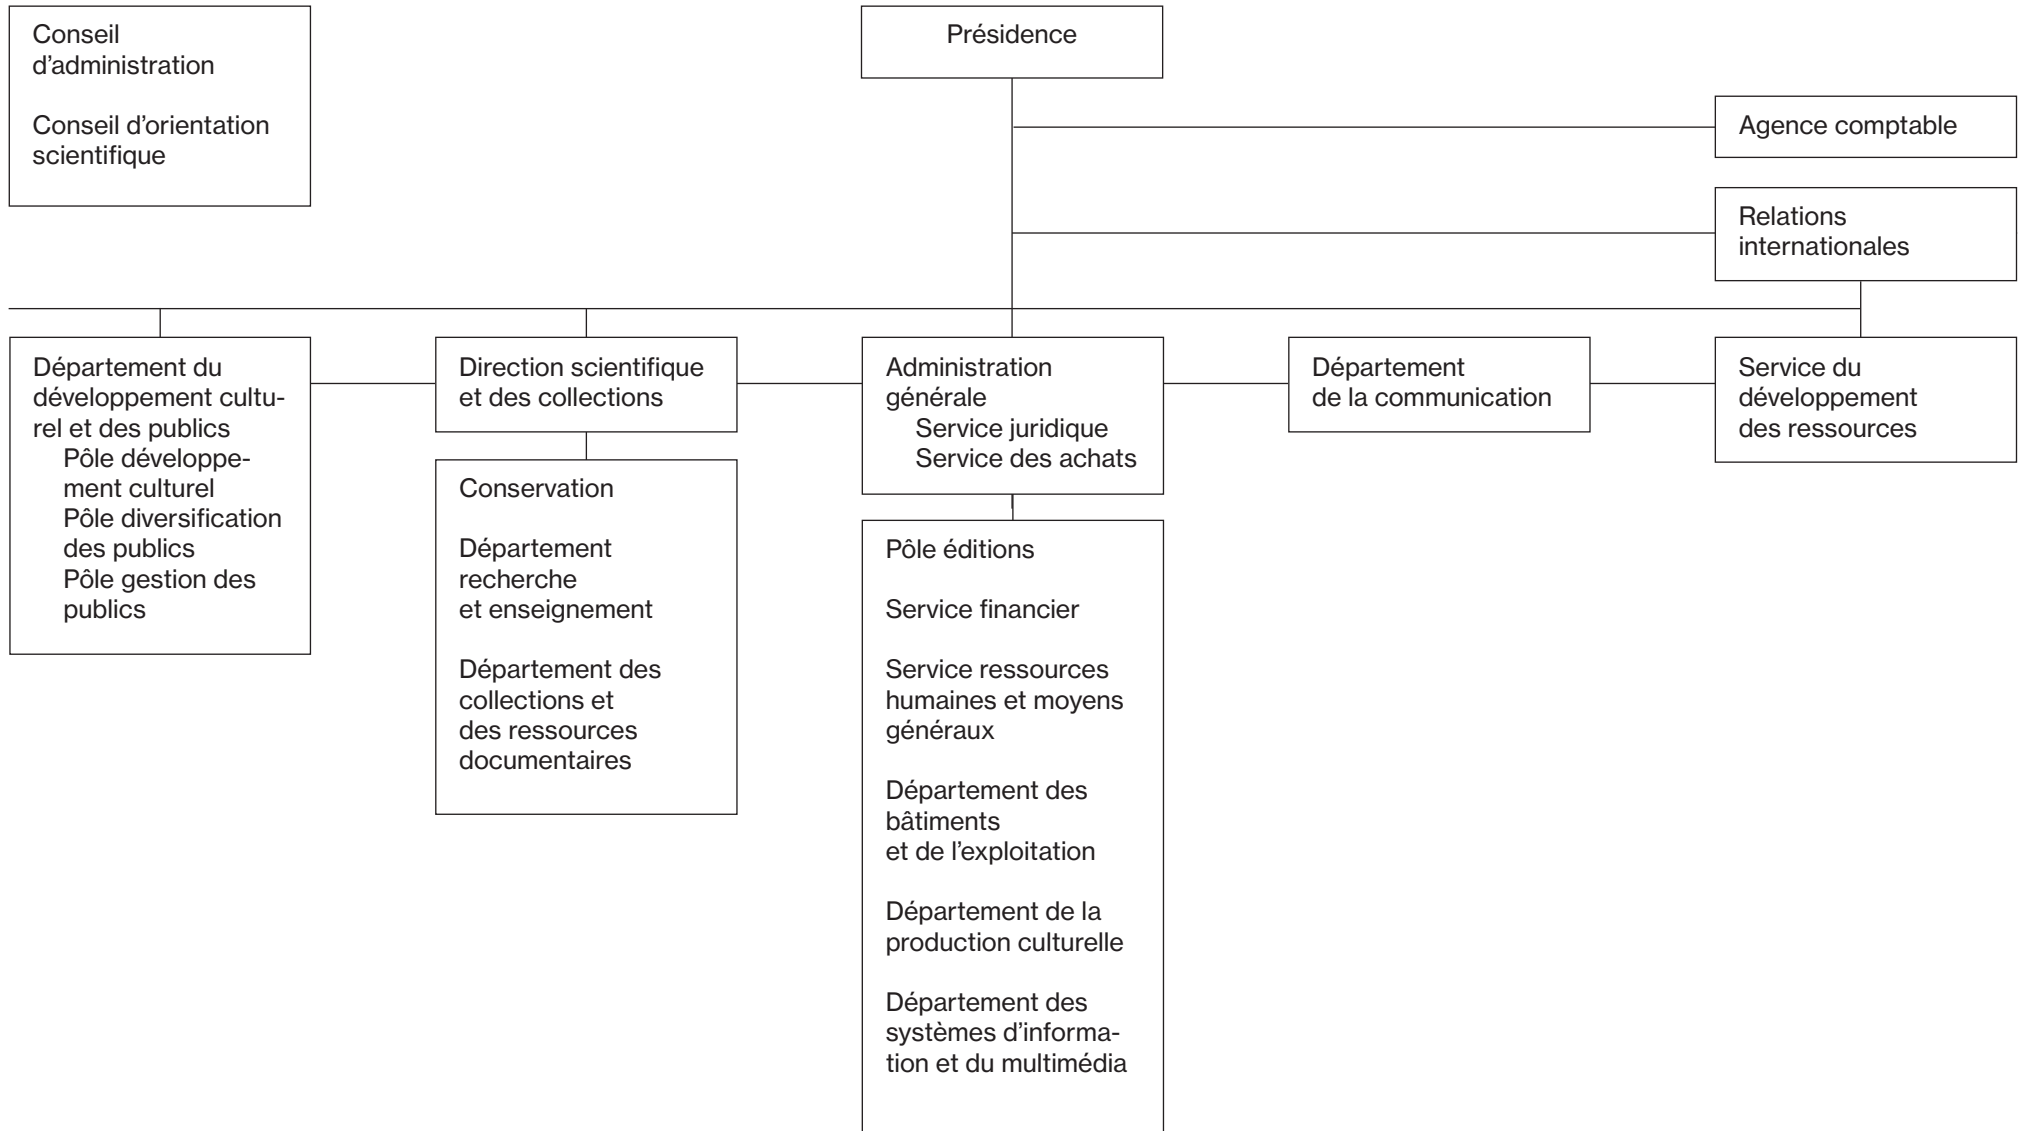 Conseil
d’administration
Conseil d’orientation
scientifique
Présidence
Agence comptable
Relations
internationales
Département du
développement cultu-
rel et des publics
Pôle développe-
ment culturel
Pôle diversification
des publics
Pôle gestion des
publics
Direction scientifique
et des collections
Conservation
Département
recherche
et enseignement
Département des
collections et
des ressources
documentaires
Administration
générale
Service juridique
Service des achats
Pôle éditions
Service financier
Service ressources
humaines et moyens
généraux
Département des
bâtiments
et de l’exploitation
Département de la
production culturelle
Département des
systèmes d’informa-
tion et du multimédia
Département
de la communication
Service du
développement
des ressources